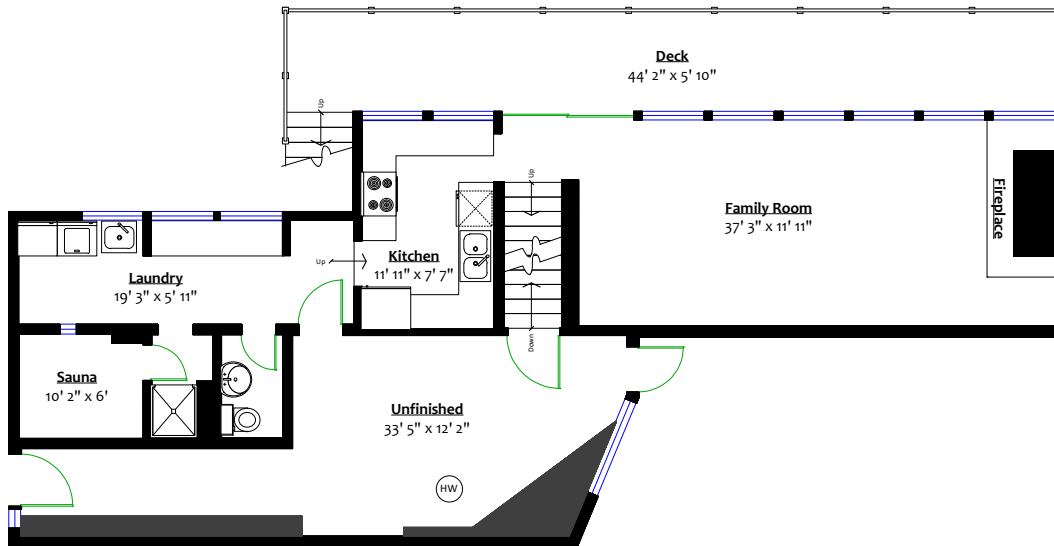 Deck
44' 2" x 5' 10"
Up
Up
Family Room
37' 3" x 11' 11"
Fireplace
Kitchen
11' 11" x 7' 7"
Up
Laundry
19' 3" x 5' 11"
Down
Sauna
10' 2" x 6'
Unfinished
33' 5" x 12' 2"
HW